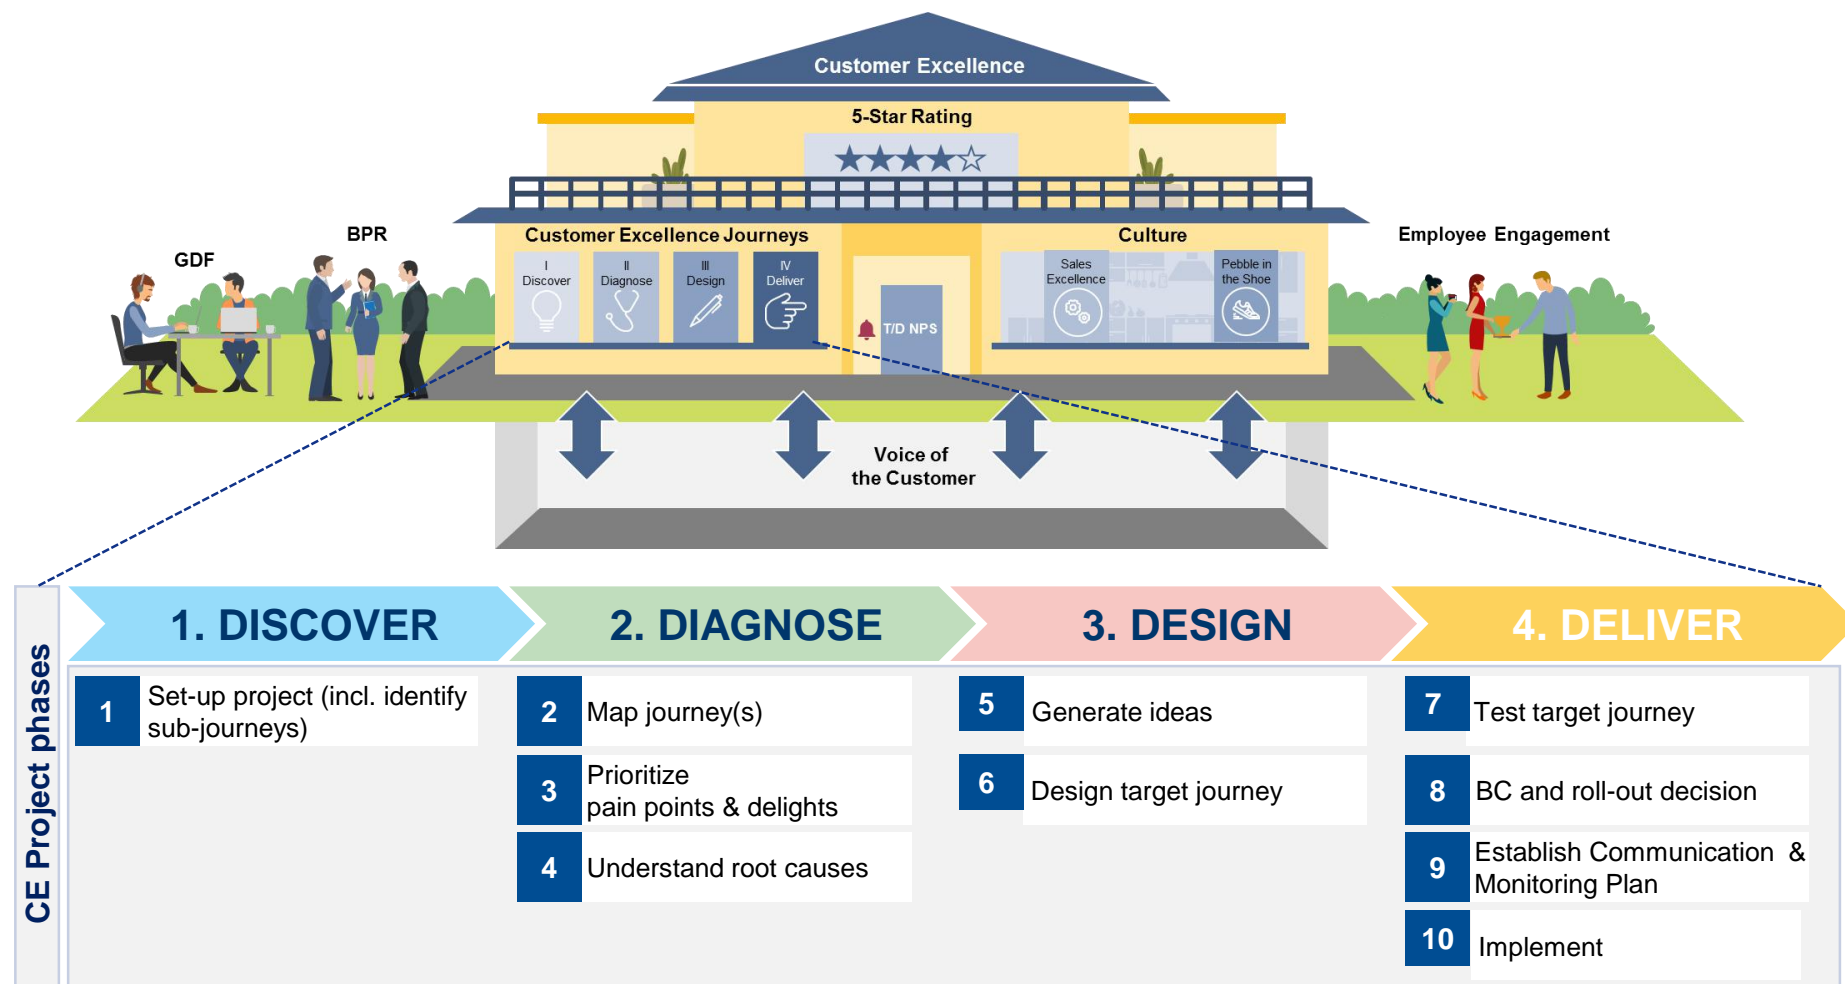 Customer Excellence
5-Star Rating
GDF
BPR
Customer Excellence Journeys
Culture
Employee Engagement
I
Discover
II
Diagnose
III
Design
IV
Deliver
T/D NPS
Sales
Excellence
Pebble in
the Shoe
Voice of
the Customer
CE Project phases
1. DISCOVER
2. DIAGNOSE
3. DESIGN
4. DELIVER
1
Set-up project (incl. identify
sub-journeys)
2
Map journey(s)
3
Prioritize
pain points & delights
4
Understand root causes
5
Generate ideas
6
Design target journey
7
Test target journey
8
BC and roll-out decision
9
Establish Communication &
Monitoring Plan
10
Implement